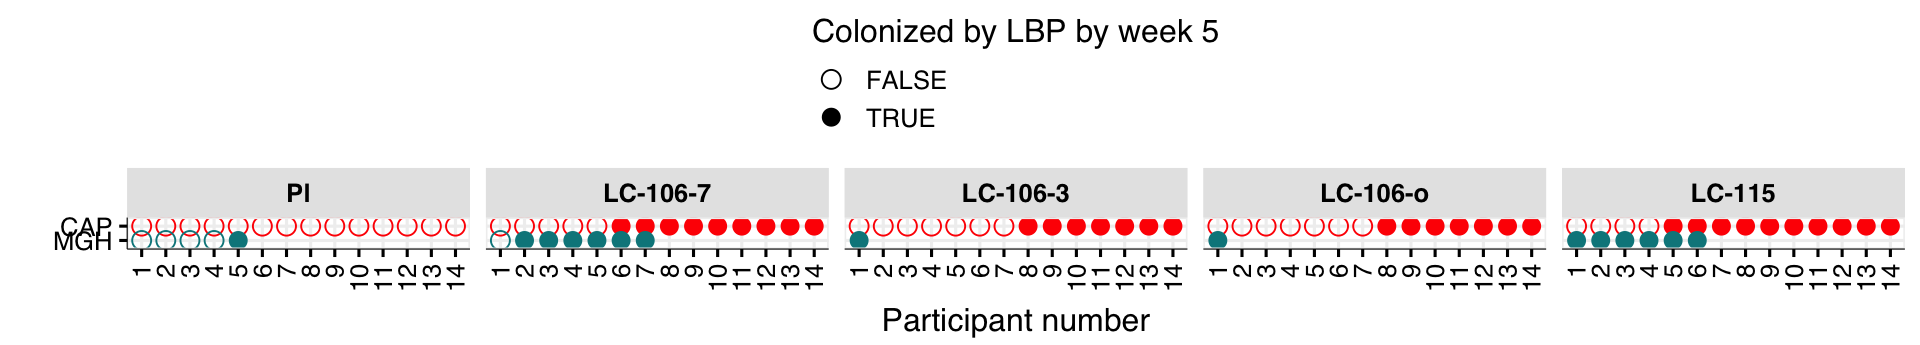 Colonized by LBP by week 5
FALSE
TRUE
PI LC-106-7 LC-106-3 LC-106-o LC-115
CAP
MGH
1 2 3 4 5 6 7 8 9 10 11 12 13 14 1 2 3 4 5 6 7 8 9 10 11 12 13 14 1 2 3 4 5 6 7 8 9 10 11 12 13 14 1 2 3 4 5 6 7 8 9 10 11 12 13 14 1 2 3 4 5 6 7 8 9 10 11 12 13 14
Participant number